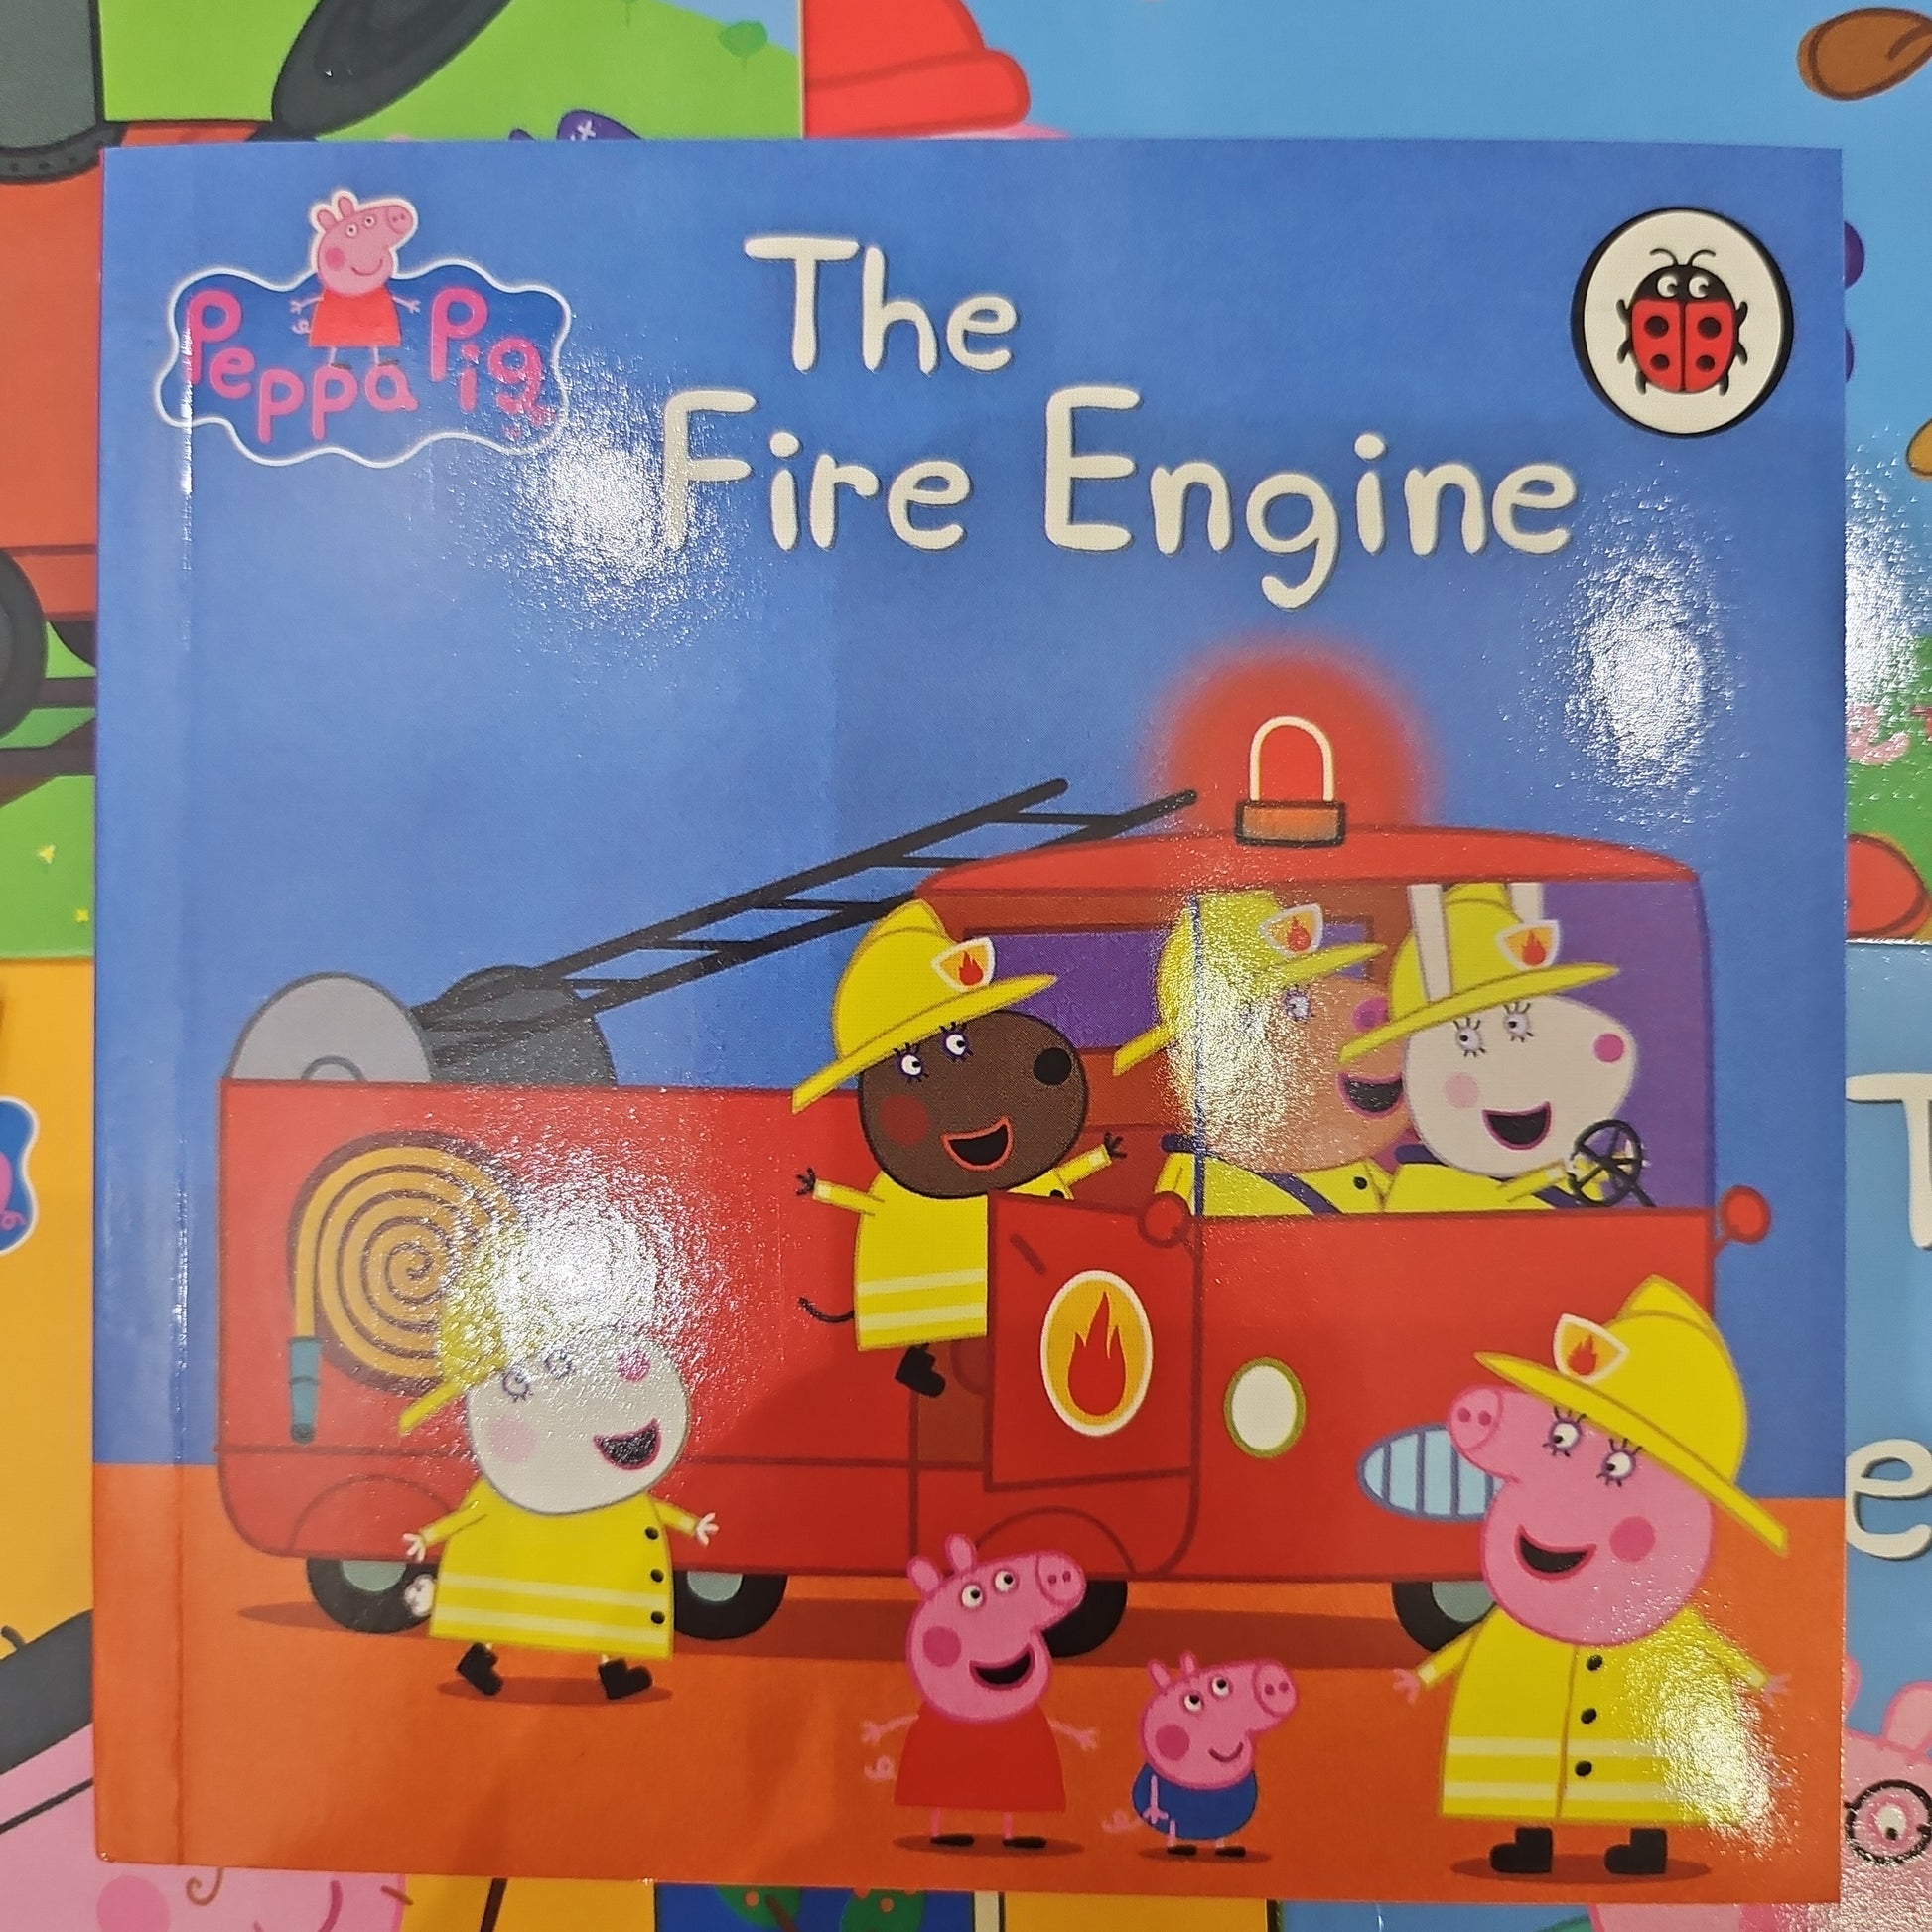 Peppa Pig
The
Fire Engine